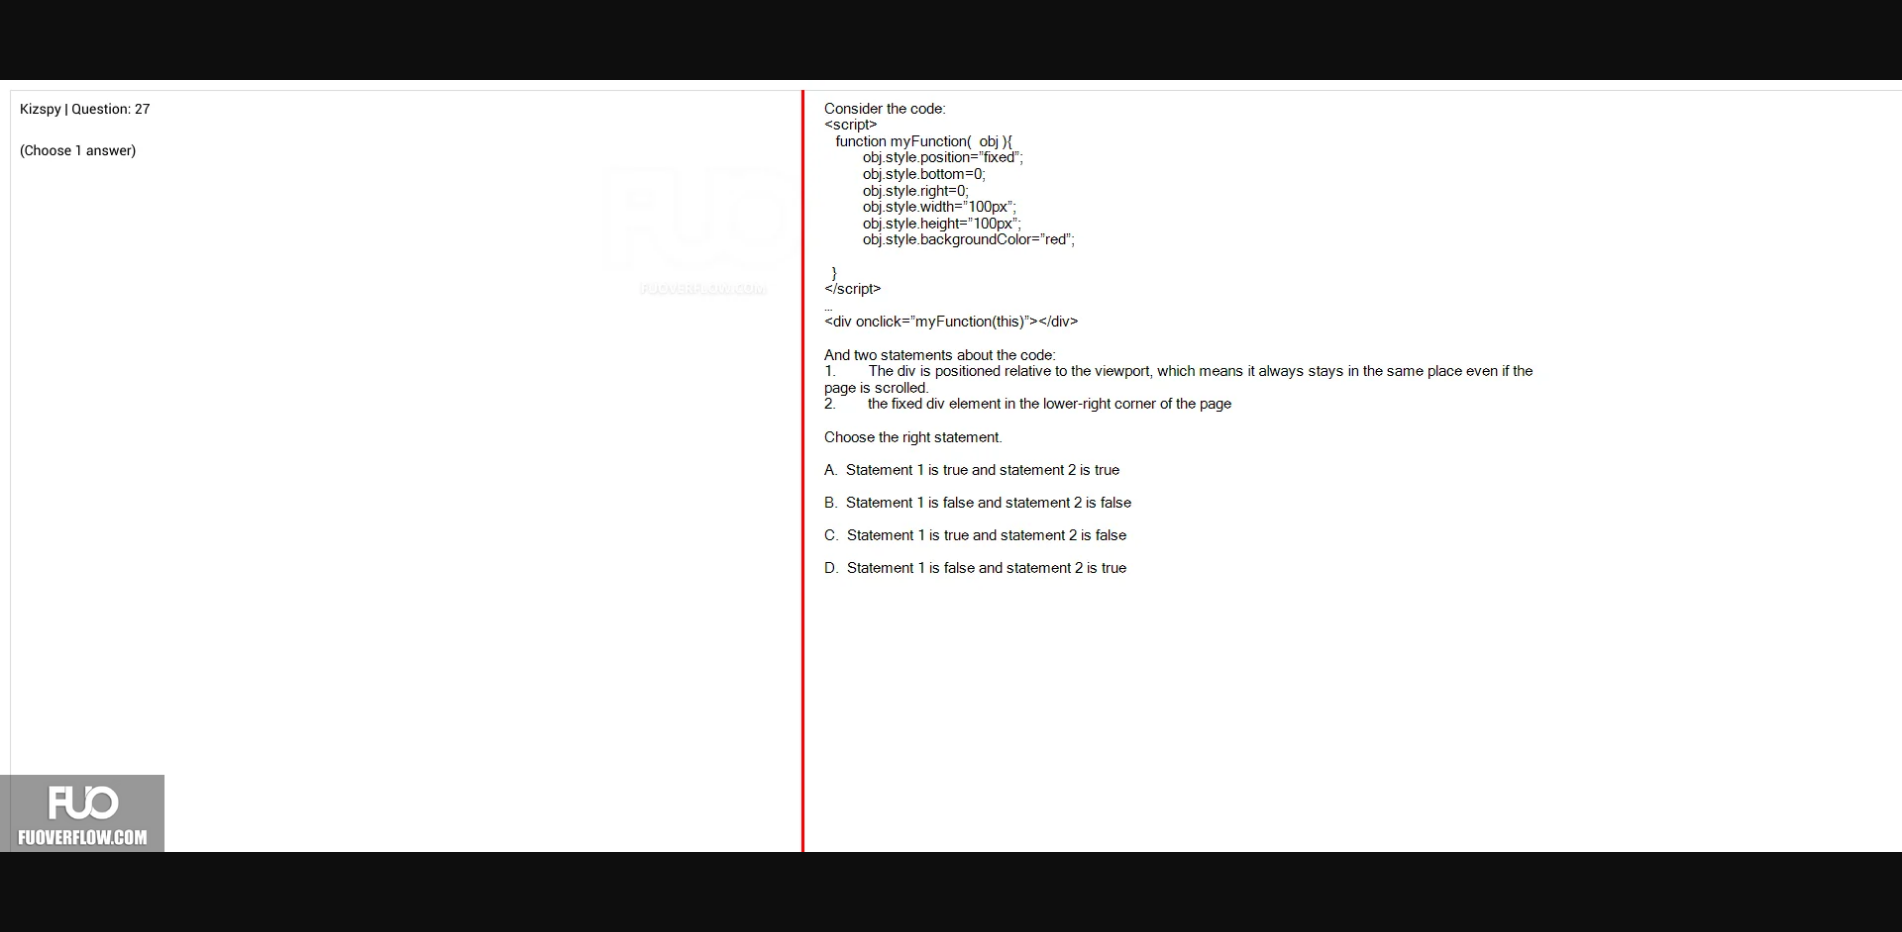 Kizspy | Question: 27
(Choose 1 answer)
FUO
FUOVERFLOW.COM
Consider the code:
<script>
function myFunction( obj ){
obj.style.position="fixed";
obj.style.bottom=0;
obj.style.right=0;
obj.style.width="100px";
obj.style.height="100px";
obj.style.backgroundColor="red";
}
</script>
...
<div onclick="myFunction(this)"></div>
And two statements about the code:
1. The div is positioned relative to the viewport, which means it always stays in the same place even if the
page is scrolled.
2. the fixed div element in the lower-right corner of the page
Choose the right statement.
A. Statement 1 is true and statement 2 is true
B. Statement 1 is false and statement 2 is false
C. Statement 1 is true and statement 2 is false
D. Statement 1 is false and statement 2 is true
FUO
FUOVERFLOW.COM